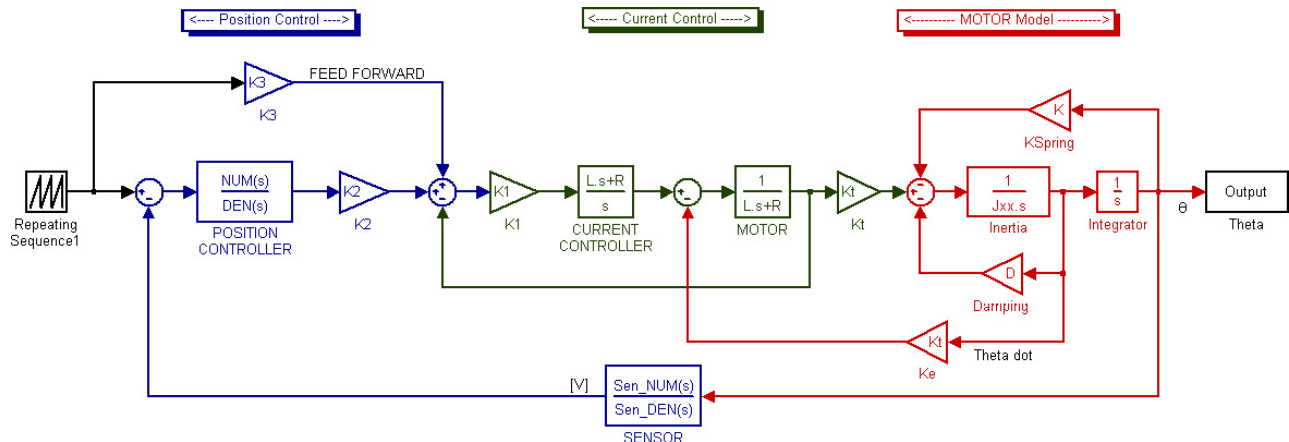 <---- Position Control ---->
<----- Current Control ----->
<---------- MOTOR Model ---------->
K3
FEED FORWARD
K3
K
KSpring
Repeating
Sequence1
NUM(s)
DEN(s)
POSITION
CONTROLLER
K2
K2
K1
K1
L.s+R
s
CURRENT
CONTROLLER
1
L.s+R
MOTOR
Kt
Kt
1
Jxx.s
Inertia
1
s
Integrator
θ
Output
Theta
D
Damping
Kt
Ke
Theta dot
[V]
Sen_NUM(s)
Sen_DEN(s)
SENSOR